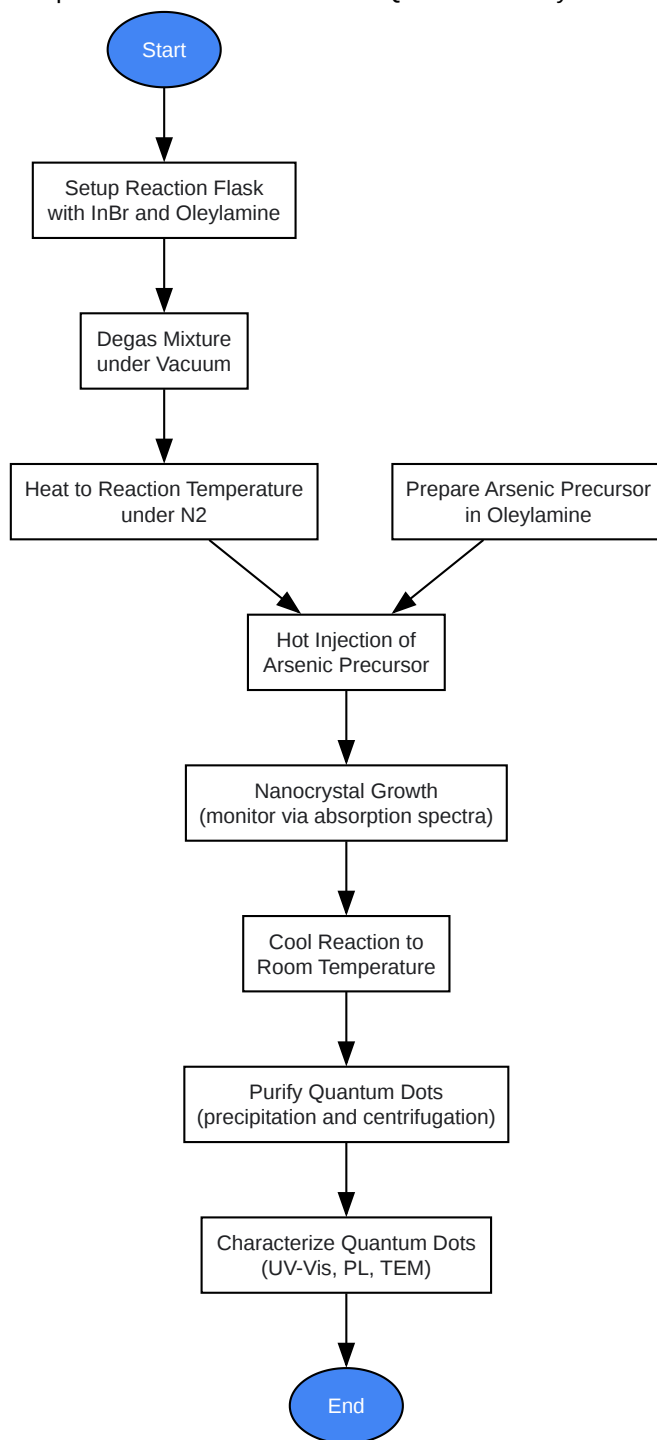 Start
Setup Reaction Flask
with InBr and Oleylamine
Degas Mixture
under Vacuum
Heat to Reaction Temperature
under N2
Prepare Arsenic Precursor
in Oleylamine
Hot Injection of
Arsenic Precursor
Nanocrystal Growth
(monitor via absorption spectra)
Cool Reaction to
Room Temperature
Purify Quantum Dots
(precipitation and centrifugation)
Characterize Quantum Dots
(UV-Vis, PL, TEM)
End